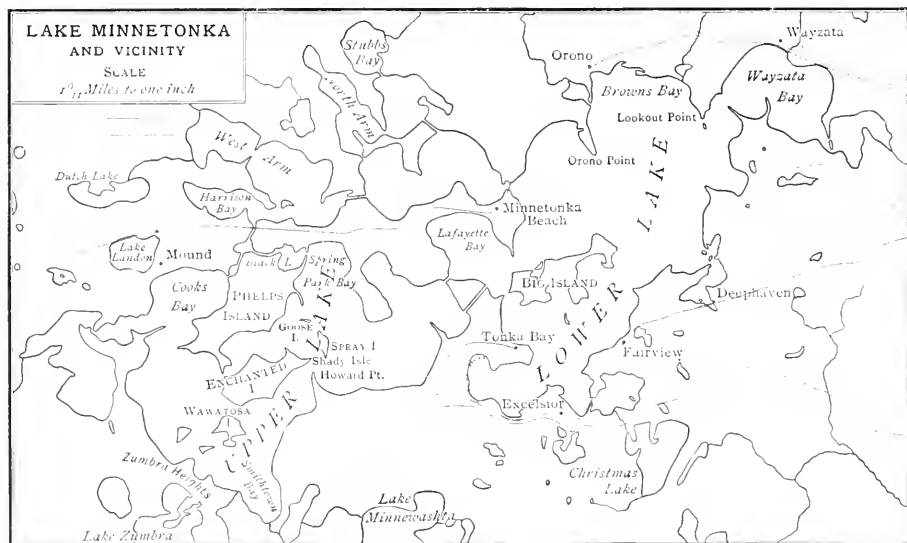 LAKE MINNETONKA
AND VICINITY
SCALE
Miles to one inch
Stubbs
Bay
North Arm
Orono
Wayzata
Browns Bay
Wayzata
Bay
Lookout Point
West
Arm
Orono Point
Dutch Lake
Harrison
Bay
Minnetonka
Beach
Lafayette
Bay
Lake
Landon
Mound
Black L
Spring
Park Bay
Cooks
Bay
PHELPS
ISLAND
BIG ISLAND
Deephaven
GOOSE
I.
SPRAY I
Tonka Bay
Shady Isle
Howard Pt.
Fairview
ENCHANTED
I
WAWATOSA
I
Excelsior
UPPER LAKE
LOWER LAKE
Zumbra Heights
Smithtown
Bay
Christmas
Lake
Lake
Minnewashta
Lake Zumbra